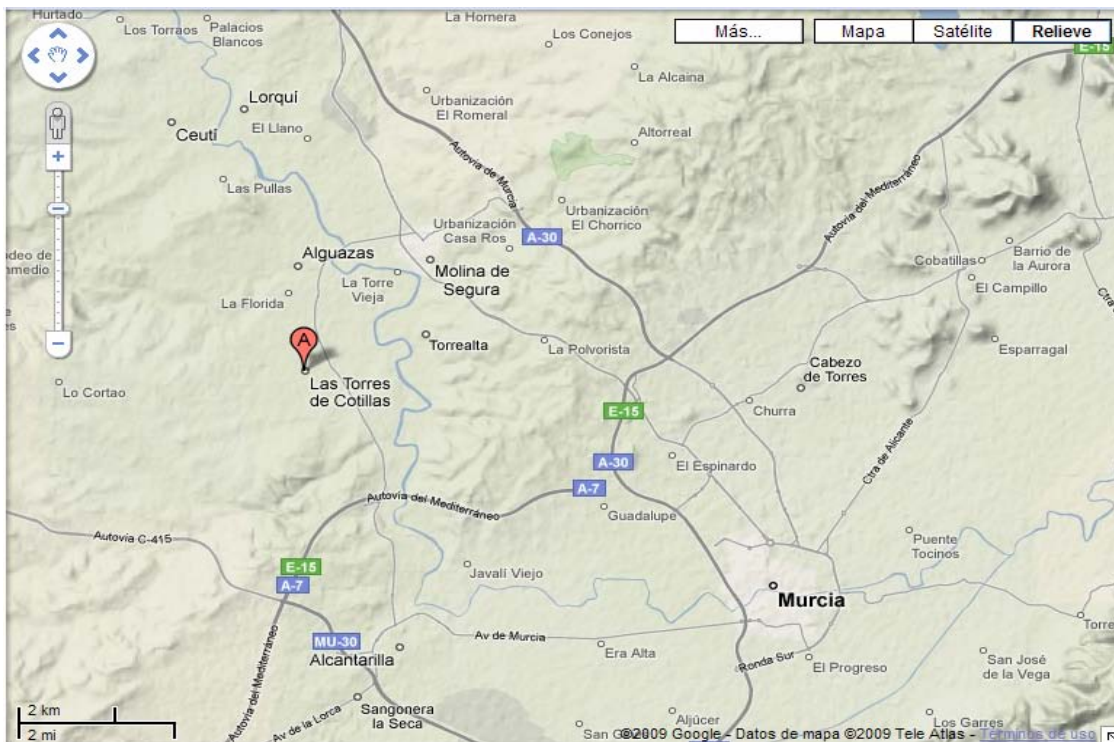 Hurtado
Los Torraos
Palacios
Blancos
La Hornera
Los Conejos
Más...
Mapa
Satélite
Relieve
E-15
La Alcaina
Lorquí
Urbanización
El Romeral
Ceutí
El Llano
Altorreal
Autovía de Murcia
Autovía del Mediterráneo
Las Pullas
Urbanización
El Chorrico
Urbanización
Casa Ros
A-30
Alguazas
Molina de
Segura
La Torre
Vieja
Cobatillas
Barrio de
la Aurora
El Campillo
La Florida
A
Torrealta
La Polvorista
Esparragal
Cabezo
de Torres
Lo Cortao
Las Torres
de Cotillas
Churra
E-15
Ctra de Alicante
A-30
El Espinardo
A-7
Autovía del Mediterráneo
Guadalupe
Autovía C-415
Puente
Tocinos
E-15
A-7
Javalí Viejo
Murcia
MU-30
Alcantarilla
Av de Murcia
Era Alta
Ronda Sur
El Progreso
San José
de la Vega
Autovía del Mediterráneo
Sangonera
la Seca
Av de la Lorca
Aljúcer
Los Garres
2 km
2 mi
©2009 Google - Datos de mapa ©2009 Tele Atlas - Términos de uso